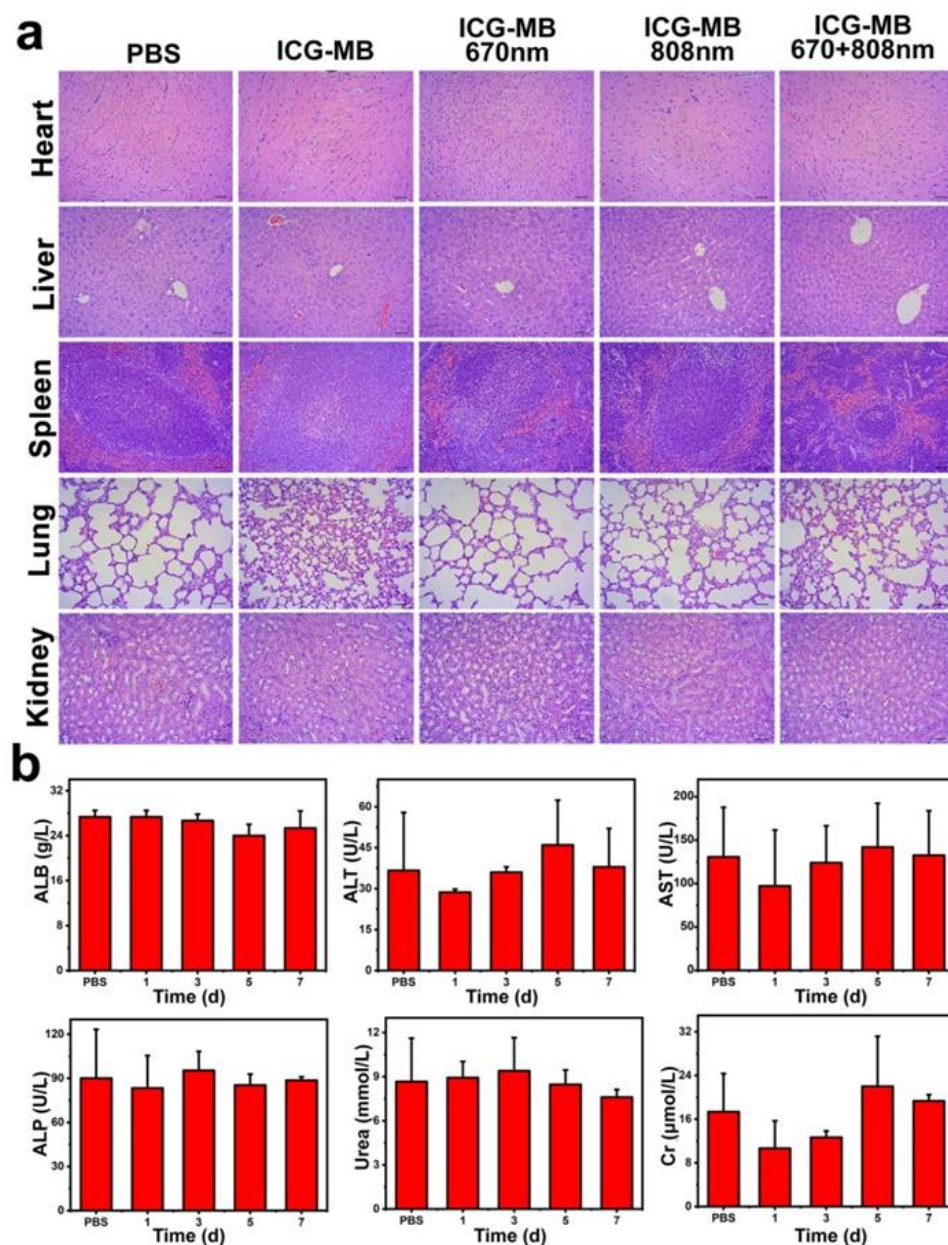 a
PBS
ICG-MB
ICG-MB
670nm
ICG-MB
808nm
ICG-MB
670+808nm
Heart
Liver
Spleen
Lung
Kidney
b
ALB (g/L)
32
24
16
8
0
PBS 1 3 5 7
Time (d)
ALT (U/L)
60
45
30
15
0
PBS 1 3 5 7
Time (d)
AST (U/L)
200
150
100
50
0
PBS 1 3 5 7
Time (d)
ALP (U/L)
120
90
60
30
0
PBS 1 3 5 7
Time (d)
Urea (mmol/L)
12
9
6
3
0
PBS 1 3 5 7
Time (d)
Cr (μmol/L)
32
24
16
8
0
PBS 1 3 5 7
Time (d)